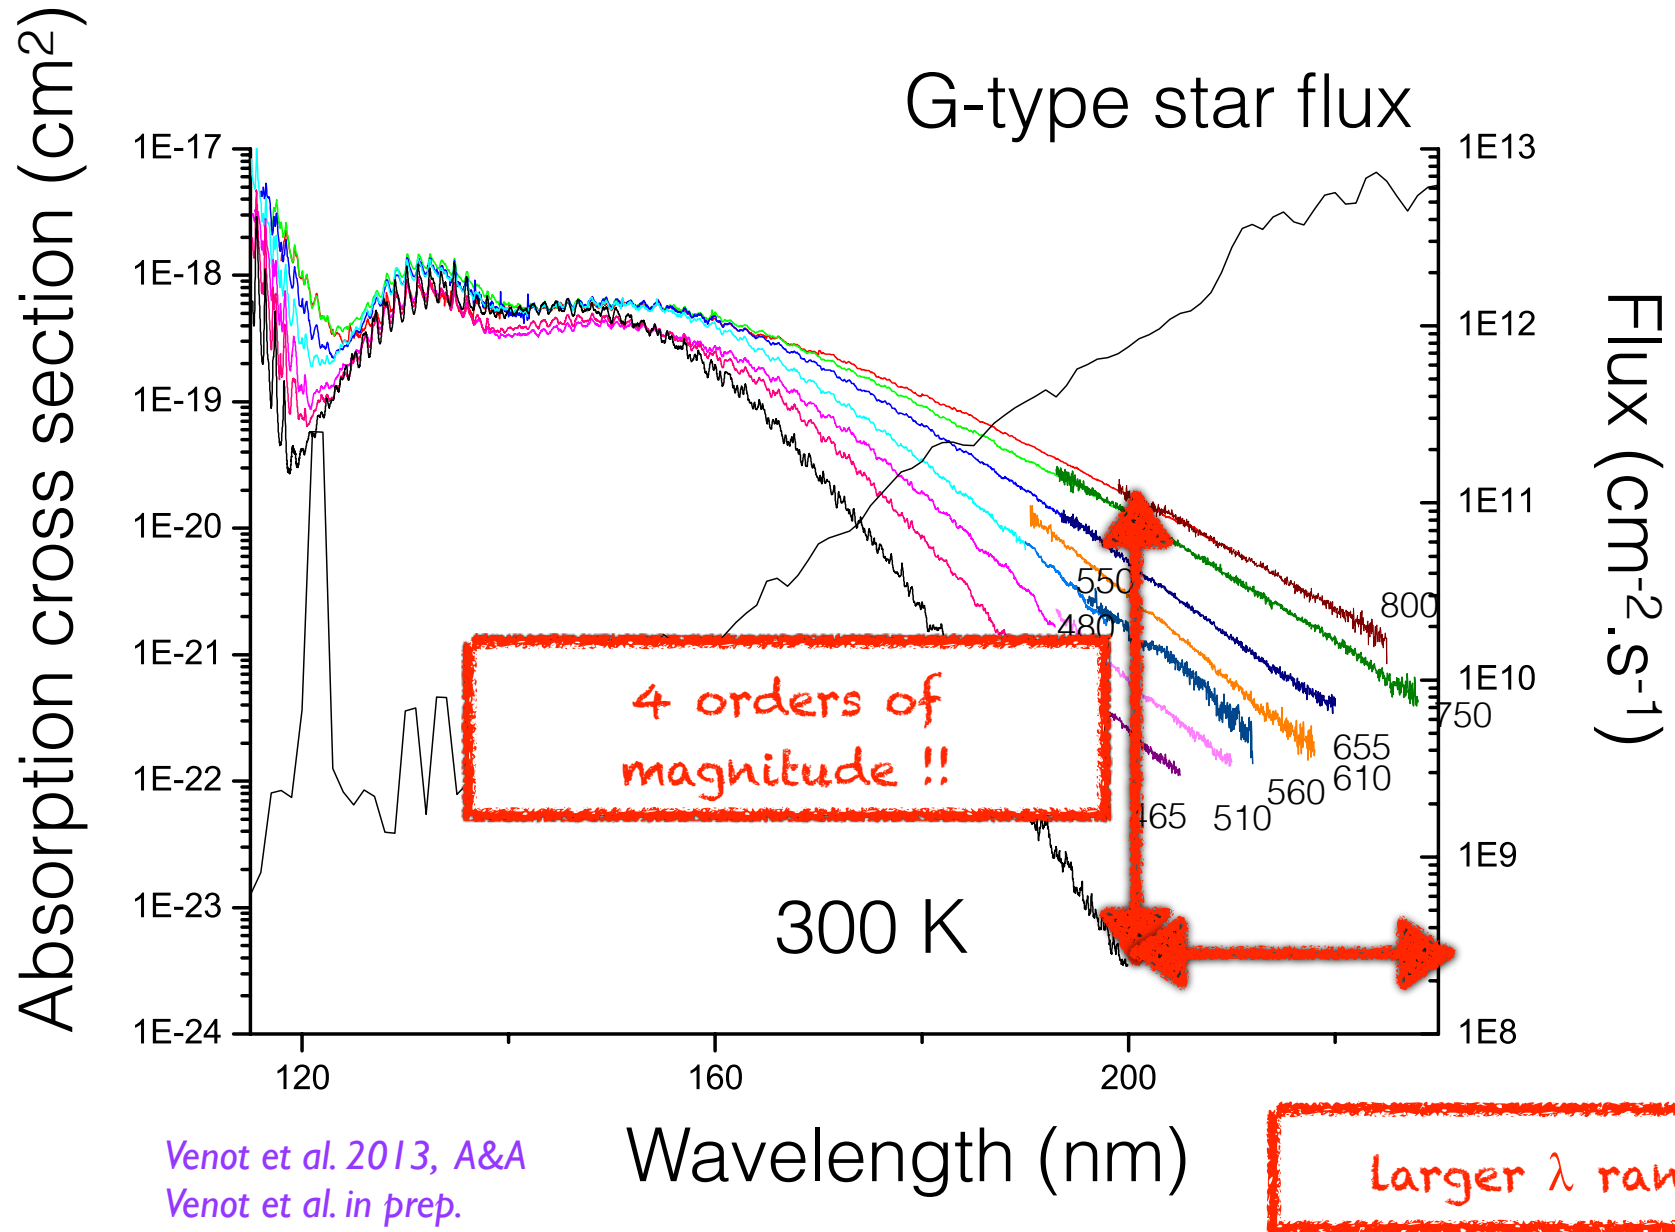 G-type star flux
Absorption cross section (cm2)
1E-17
1E-18
1E-19
1E-20
1E-21
1E-22
1E-23
1E-24
1E13
1E12
1E11
1E10
1E9
1E8
Flux (cm-2.s-1)
550
480
800
750
655
610
560
510
465
4 orders of
magnitude !!
300 K
120
160
200
Wavelength (nm)
Venot et al. 2013, A&A
Venot et al. in prep.
larger λ